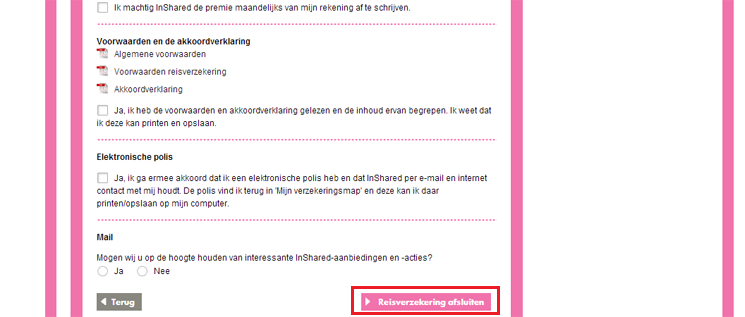 Ik machtig InShared de premie maandelijks van mijn rekening af te schrijven.
Voorwaarden en de akkoordverklaring
Algemene voorwaarden
Voorwaarden reisverzekering
Akkoordverklaring
Ja, ik heb de voorwaarden en akkoordverklaring gelezen en de inhoud ervan begrepen. Ik weet dat
ik deze kan printen en opslaan.
Elektronische polis
Ja, ik ga ermee akkoord dat ik een elektronische polis heb en dat InShared per e-mail en internet
contact met mij houdt. De polis vind ik terug in 'Mijn verzekeringsmap' en deze kan ik daar
printen/opslaan op mijn computer.
Mail
Mogen wij u op de hoogte houden van interessante InShared-aanbiedingen en -acties?
Ja Nee
Terug Reisverzekering afsluiten